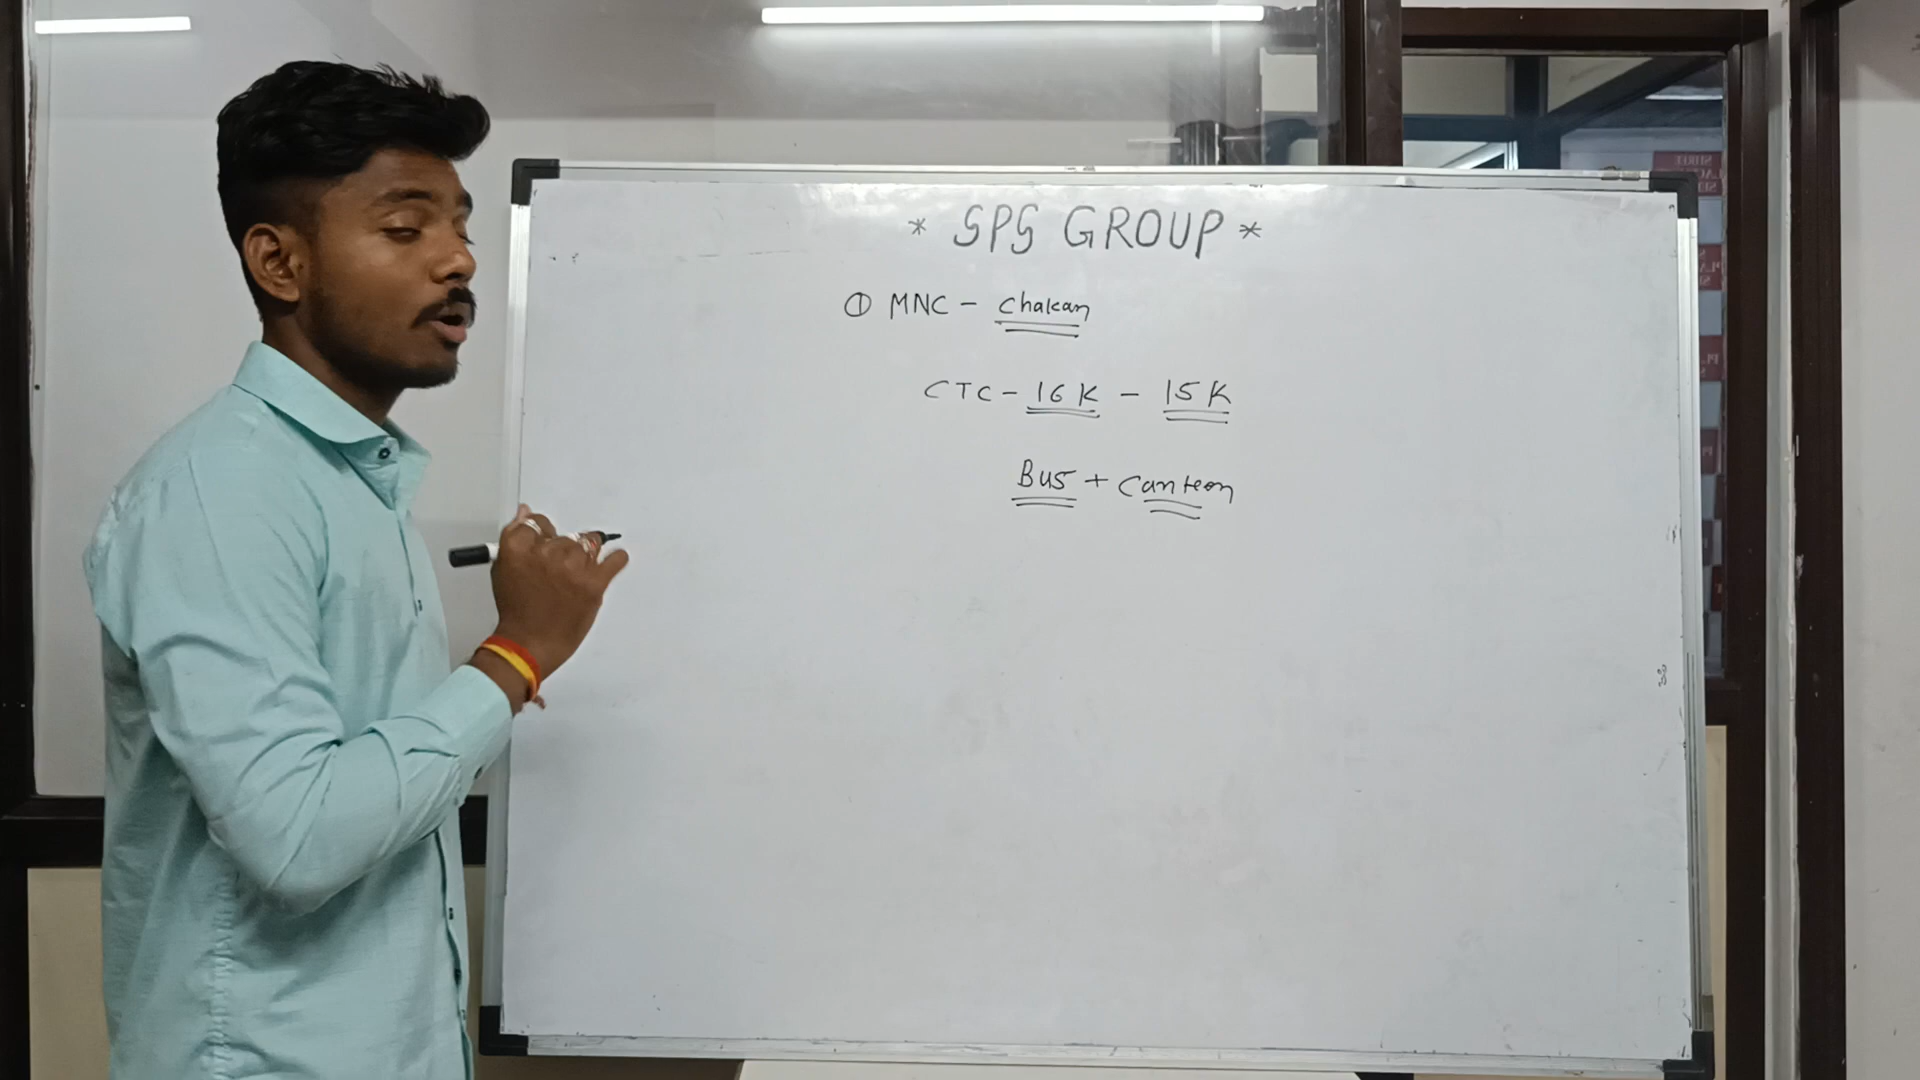 * SPS GROUP *
① MNC - Chakan
CTC - 16 K - 15 K
Bus + Canteen